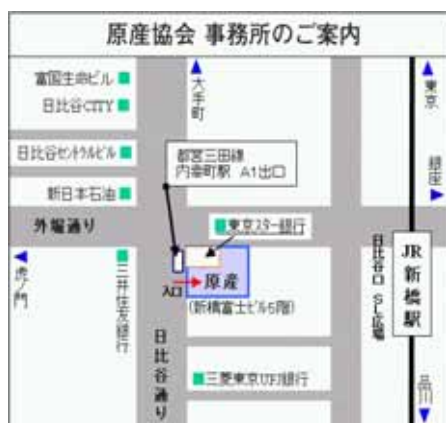 原産協会 事務所のご案内
富国生命ビル
日比谷CITY
大手町
東京
日比谷セントラルビル
都営三田線
内幸町駅 A1出口
銀座
新日本石油
外堀通り
東京スター銀行
虎ノ門
三井住友銀行
入口
原産
(新橋富士ビル5階)
日比谷口 SL広場
JR新橋駅
日比谷通り
三菱東京UFJ銀行
品川